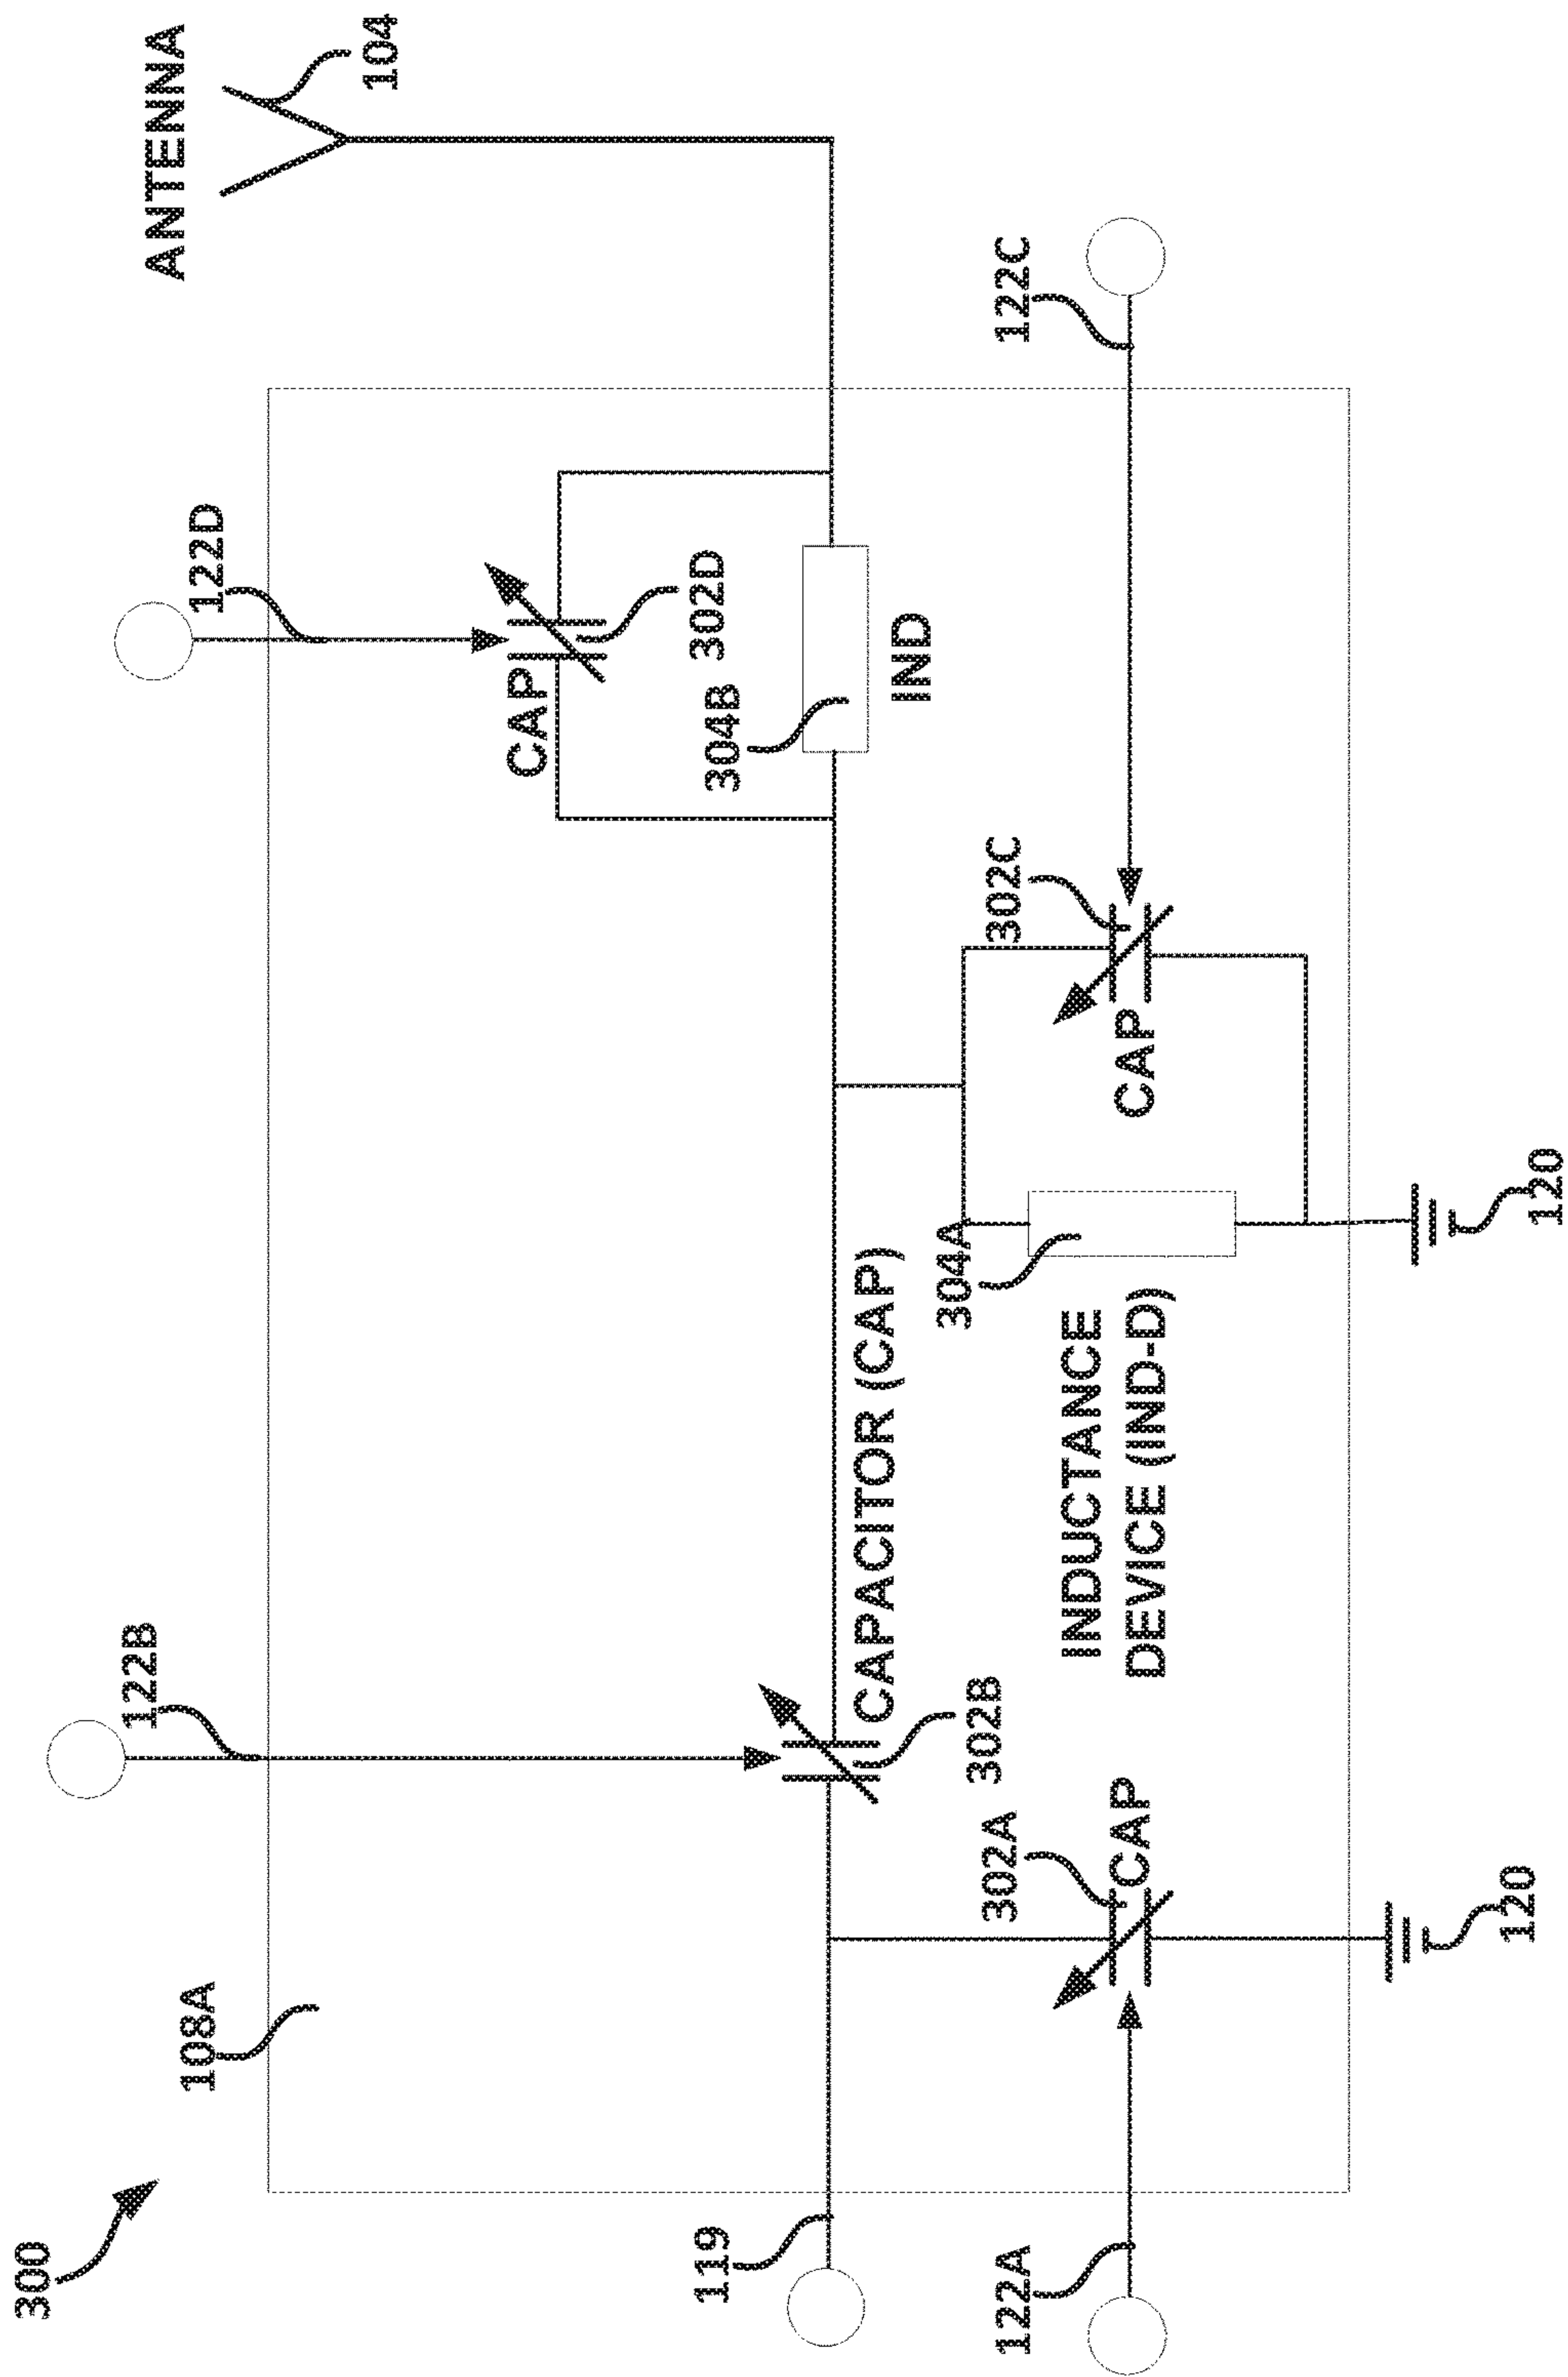 300
108A
122B
122D
ANTENNA
104
CAP
302D
304B
IND
119
302B
CAPACITOR (CAP)
302A
CAP
122A
INDUCTANCE
DEVICE (IND-D)
304A
302C
CAP
122C
120
120